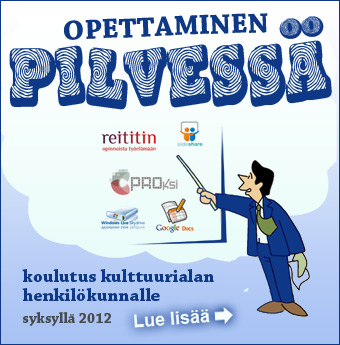 OPETTAMINEN
PILVESSÄ
reititin
opinnoista työelämään
slideshare
PROksi
Windows Live Skydrive
Google Docs
koulutus kulttuurialan
henkilökunnalle
syksyllä 2012
Lue lisää